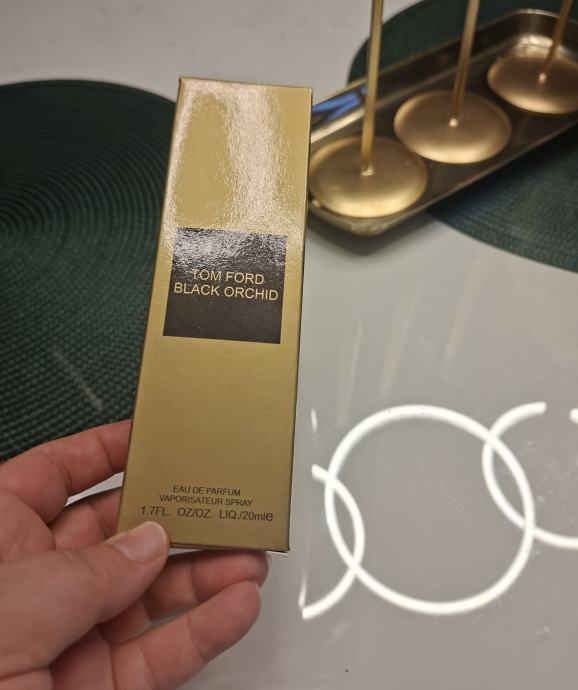 TOM FORD
BLACK ORCHID
EAU DE PARFUM
VAPORISATEUR SPRAY
1.7FL. OZ/OZ. LIQ./20ml℮